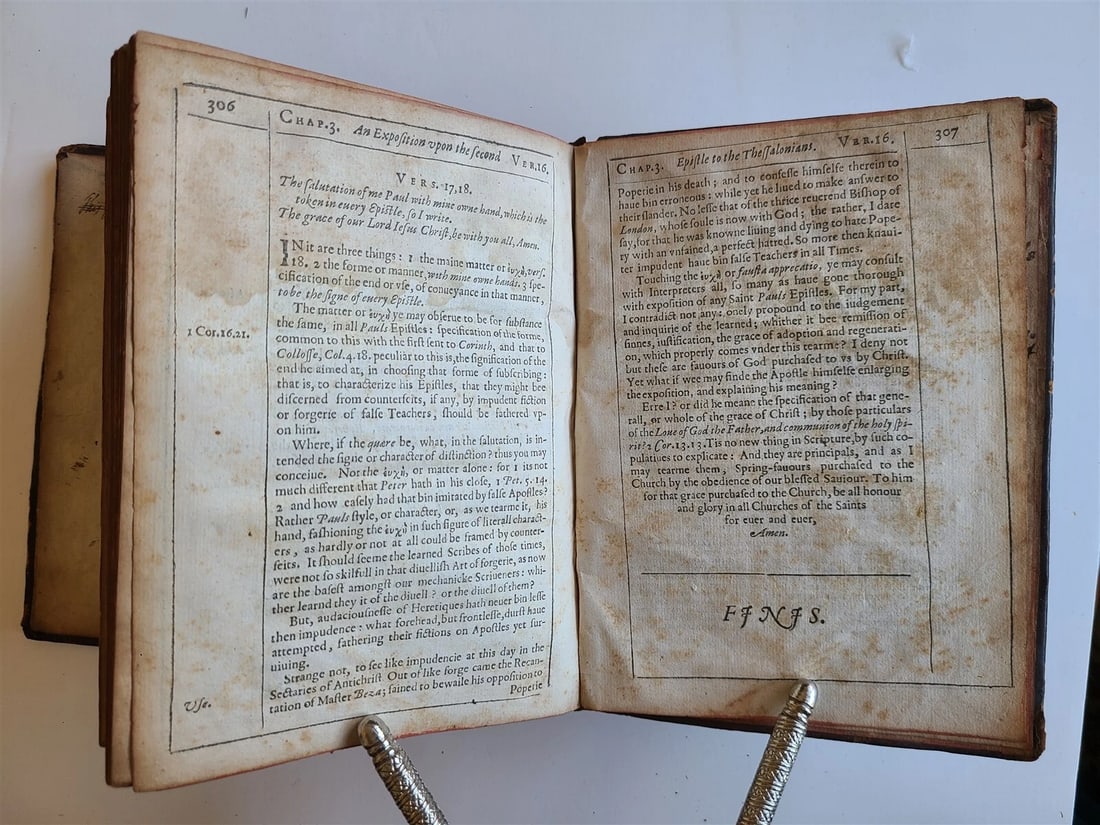 306
CHAP.3. An Expoſition vpon the ſecond VER.16.
VERS. 17,18.
The ſalutation of me Paul with mine owne hand, which is the
token in euery Epiſtle, ſo I write.
The grace of our Lord Ieſus Chriſt, be with you all, Amen.
IN it are three things: 1 the maine matter or ἐυχὴ, verſ.
18. 2 the forme or manner, with mine owne hand: 3 ſpe-
cification of the end or vſe, of conueyance in that manner,
to be the ſigne of euery Epiſtle.
The matter or ἐυχὴ ye may obſerue to be for ſubſtance
the ſame, in all Pauls Epiſtles: ſpecification of the forme,
1 Cor.16.21.
common to this with the firſt ſent to Corinth, and that to
Colloſſe, Col.4.18. peculiar to this, the ſignification of the
end he aimed at, in chooſing that forme of ſubſcribing:
that is, to characterize his Epiſtles, that they might bee
diſcerned from counterfeits, if any, by impudent fiction
or forgerie of falſe Teachers, ſhould be fathered vp-
on him.
Where, if the quære be, what, in the ſalutation, is in-
tended the ſigne or character of diſtinction? thus you may
conceiue. Not the ἐυχὴ, or matter alone: for 1 it is not
much different that Peter hath in his cloſe, 1 Pet. 5. 14.
2 and how eaſely had that bin imitated by falſe Apoſtles?
Rather Pauls ſtyle, or character, or, as we tearme it, his
hand, faſhioning the ἐυχὴ in ſuch figure of literall charact-
ers, as hardly or not at all could be framed by counter-
feits. It ſhould ſeeme the learned Scribes of thoſe times,
were not ſo skilfull in that diuelliſh Art of forgerie, as now
are the baſeſt amongſt our mechanicke Scriueners: whi-
ther learnd they it of the diuell? or the diuell of them?
But, audaciouſneſſe of Heretiques hath neuer bin leſſe
then impudence: what forehead, but frontleſſe, durſt haue
attempted, fathering their fictions on Apoſtles yet ſur-
uiuing.
Strange not, to ſee like impudencie at this day in the
Sectaries of Antichriſt Out of like forge came the Recan-
Vſe.
tation of Maſter Beza; fained to bewaile his oppoſition to
Poperie
CHAP.3. Epiſtle to the Theſſalonians. VER.16. 307
Poperie in his death; and to confeſſe himſelfe therein to
haue bin erroneous: while yet he liued to make anſwer to
their ſlander. No leſſe that of the thrice reuerend Biſhop of
London, whoſe ſoule is now with God; the rather, I dare
ſay, for that he was knowne liuing and dying to hate Pope-
ry with an vnfained, a perfect hatred. So more then knaui-
ter impudent haue bin falſe Teachers in all Times.
Touching the ἐυχὴ or fauſta apprecatio, ye may conſult
with Interpreters all, ſo many as haue gone thorough
with expoſition of any Saint Pauls Epiſtles. For my part,
I contradict not any: onely propound to the iudgement
and inquirie of the learned; whither it bee remiſſion of
ſinnes, iuſtification, the grace of adoption and regenerati-
on, which properly comes vnder this tearme? I deny not
but theſe are fauours of God purchaſed to vs by Chriſt.
Yet what if wee may finde the Apoſtle himſelfe enlarging
the expoſition, and explaining his meaning?
Erre I? or did he meane the ſpecification of that gene-
rall, or whole of the grace of Chriſt; by thoſe particulars
of the Loue of God the Father, and communion of the holy ſpi-
rit? 2 Cor.13.13. Tis no new thing in Scripture, by ſuch co-
pulatiues to explicate: And they are principals, and as I
may tearme them, Spring-fauours purchaſed to the
Church by the obedience of our bleſſed Sauiour. To him
for that grace purchaſed to the Church, be all honour
and glory in all Churches of the Saints
for euer and euer,
Amen.
FINIS.